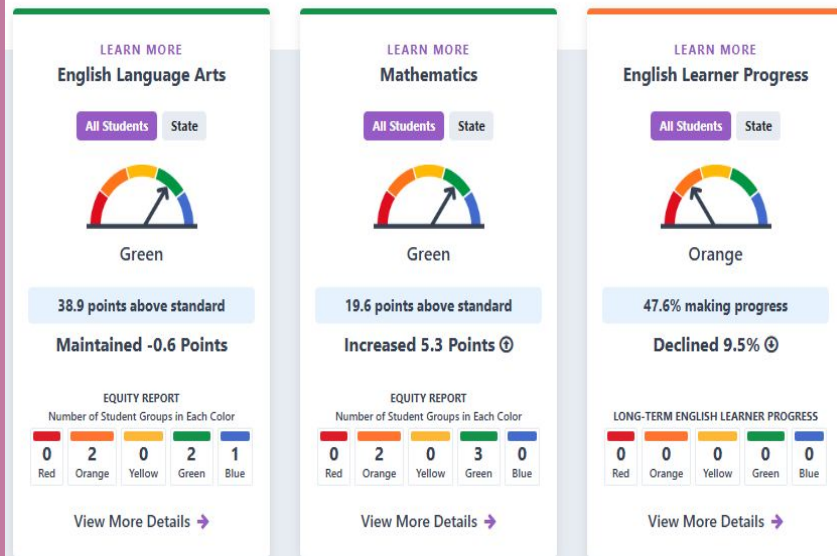 LEARN MORE
English Language Arts
All Students State
Green
38.9 points above standard
Maintained -0.6 Points
EQUITY REPORT
Number of Student Groups in Each Color
0 2 0 2 1
Red Orange Yellow Green Blue
View More Details
LEARN MORE
Mathematics
All Students State
Green
19.6 points above standard
Increased 5.3 Points
EQUITY REPORT
Number of Student Groups in Each Color
0 2 0 3 0
Red Orange Yellow Green Blue
View More Details
LEARN MORE
English Learner Progress
All Students State
Orange
47.6% making progress
Declined 9.5%
LONG-TERM ENGLISH LEARNER PROGRESS
0 0 0 0 0
Red Orange Yellow Green Blue
View More Details